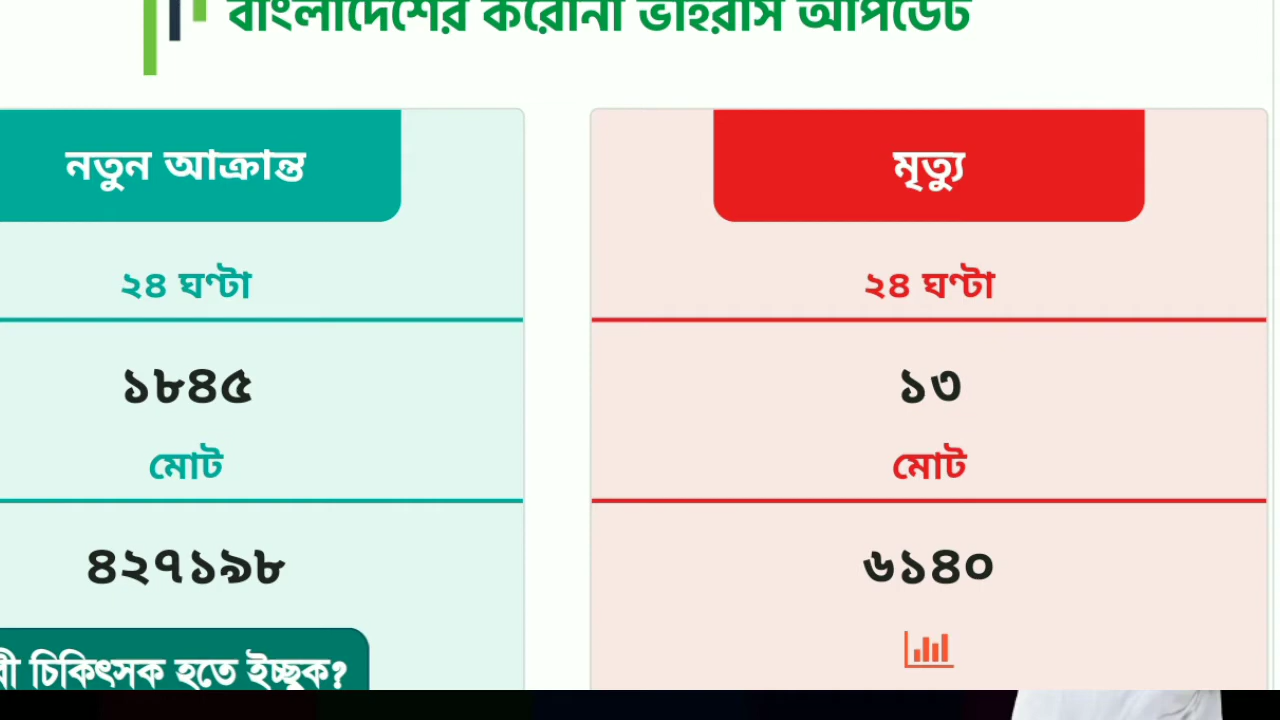 বাংলাদেশের করোনা ভাইরাস আপডেট
নতুন আক্রান্ত
২৪ ঘণ্টা
১৮৪৫
মোট
৪২৭১৯৮
চিকিৎসক হতে ইচ্ছুক?
মৃত্যু
২৪ ঘণ্টা
১৩
মোট
৬১৪০